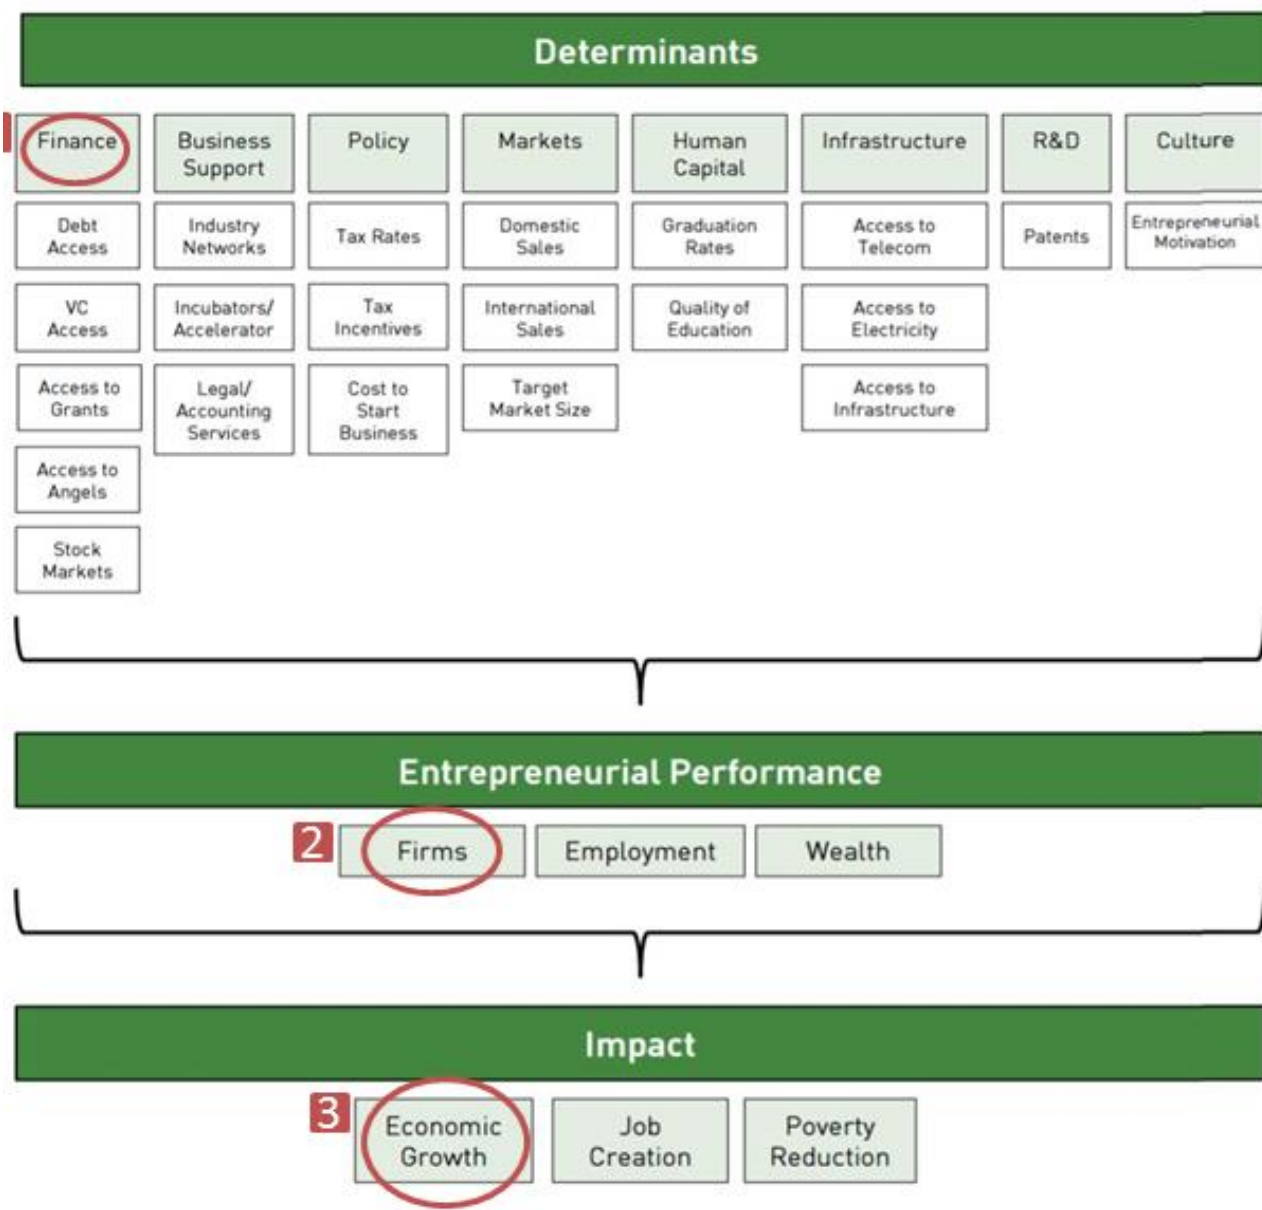 Determinants
Finance
Business
Support
Policy
Markets
Human
Capital
Infrastructure
R&D
Culture
Debt
Access
Industry
Networks
Tax Rates
Domestic
Sales
Graduation
Rates
Access to
Telecom
Patents
Entrepreneurial
Motivation
VC
Access
Incubators/
Accelerator
Tax
Incentives
International
Sales
Quality of
Education
Access to
Electricity
Access to
Grants
Legal/
Accounting
Services
Cost to
Start
Business
Target
Market Size
Access to
Infrastructure
Access to
Angels
Stock
Markets
Entrepreneurial Performance
2
Firms
Employment
Wealth
Impact
3
Economic
Growth
Job
Creation
Poverty
Reduction